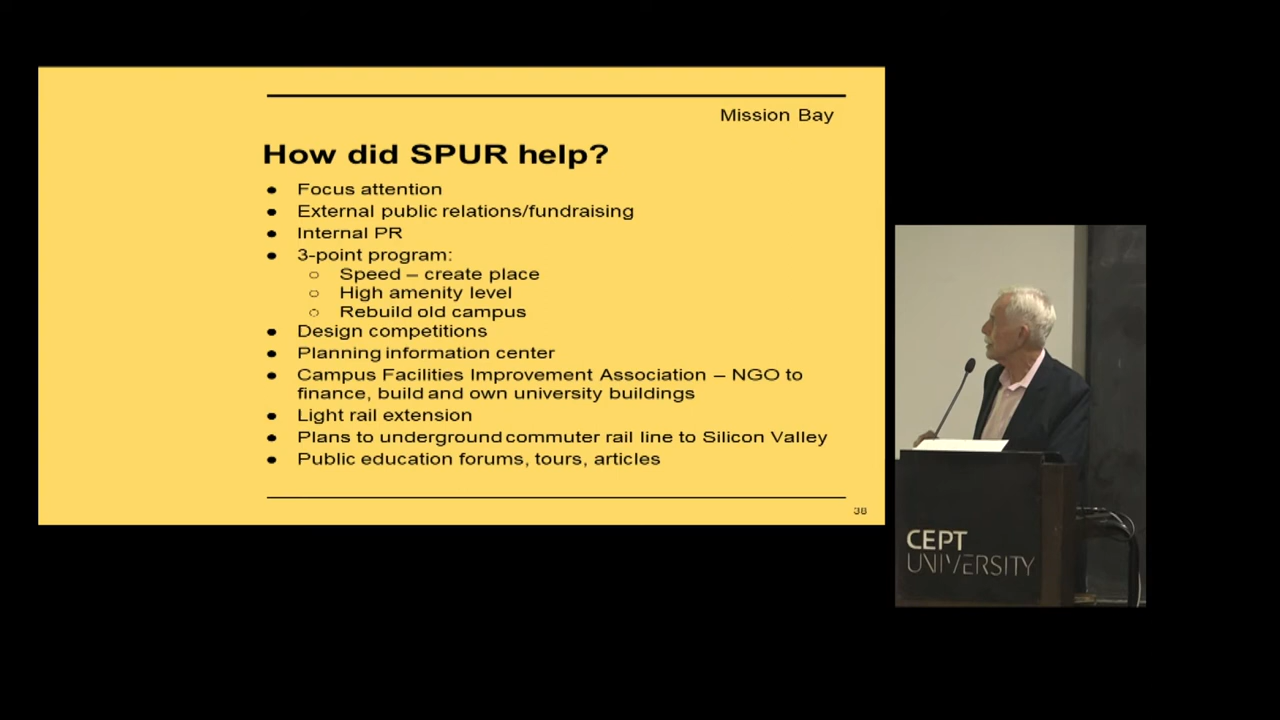 Mission Bay
How did SPUR help?
● Focus attention
● External public relations/fundraising
● Internal PR
● 3-point program:
○ Speed – create place
○ High amenity level
○ Rebuild old campus
● Design competitions
● Planning information center
● Campus Facilities Improvement Association – NGO to
finance, build and own university buildings
● Light rail extension
● Plans to underground commuter rail line to Silicon Valley
● Public education forums, tours, articles
38
CEPT
UNIVERSITY